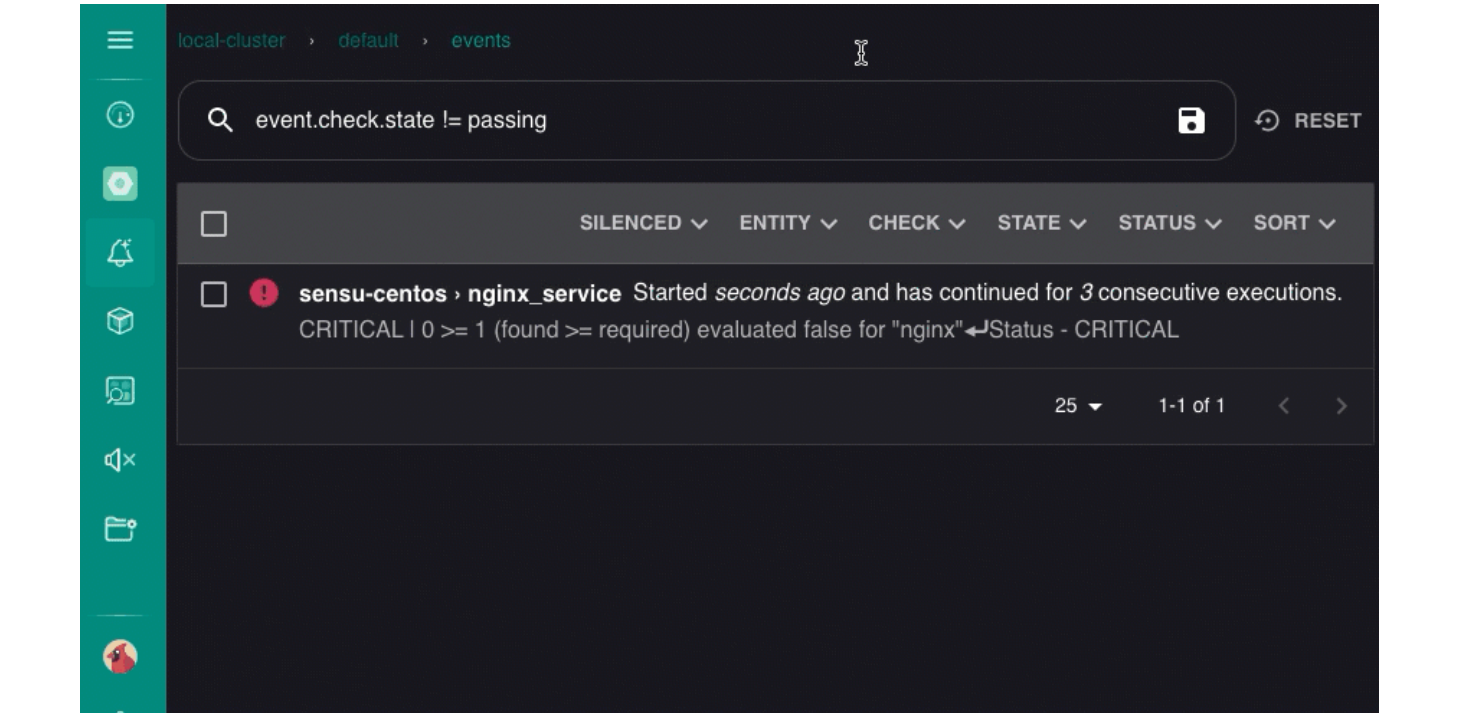 local-cluster › default › events
event.check.state != passing
RESET
SILENCED ENTITY CHECK STATE STATUS SORT
sensu-centos › nginx_service Started seconds ago and has continued for 3 consecutive executions.
CRITICAL | 0 >= 1 (found >= required) evaluated false for "nginx"↵Status - CRITICAL
25 1-1 of 1